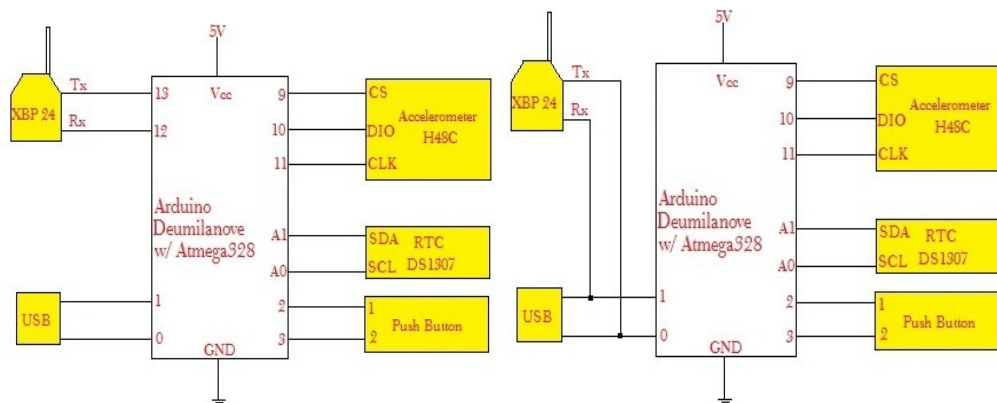 5V
Tx
XBP 24
Rx
13
12
Vcc
9
10
11
CS
DIO
CLK
Accelerometer
H48C
Arduino
Deumilanove
w/ Atmega328
A1
A0
SDA
SCL
RTC
DS1307
USB
1
0
2
3
1
2
Push Button
GND
5V
Tx
XBP 24
Rx
Vcc
9
10
11
CS
DIO
CLK
Accelerometer
H48C
Arduino
Deumilanove
w/ Atmega328
A1
A0
SDA
SCL
RTC
DS1307
USB
1
0
2
3
1
2
Push Button
GND